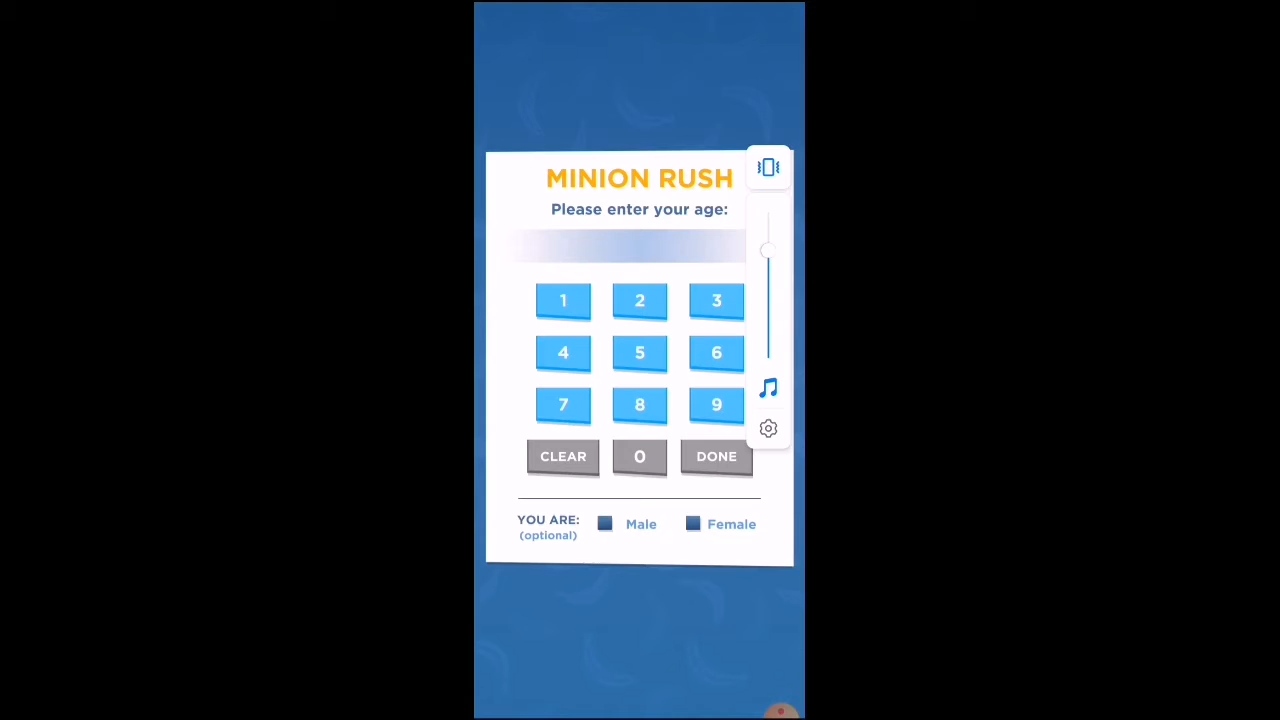 MINION RUSH
Please enter your age:
1 2 3
4 5 6
7 8 9
CLEAR 0 DONE
YOU ARE: Male Female
(optional)